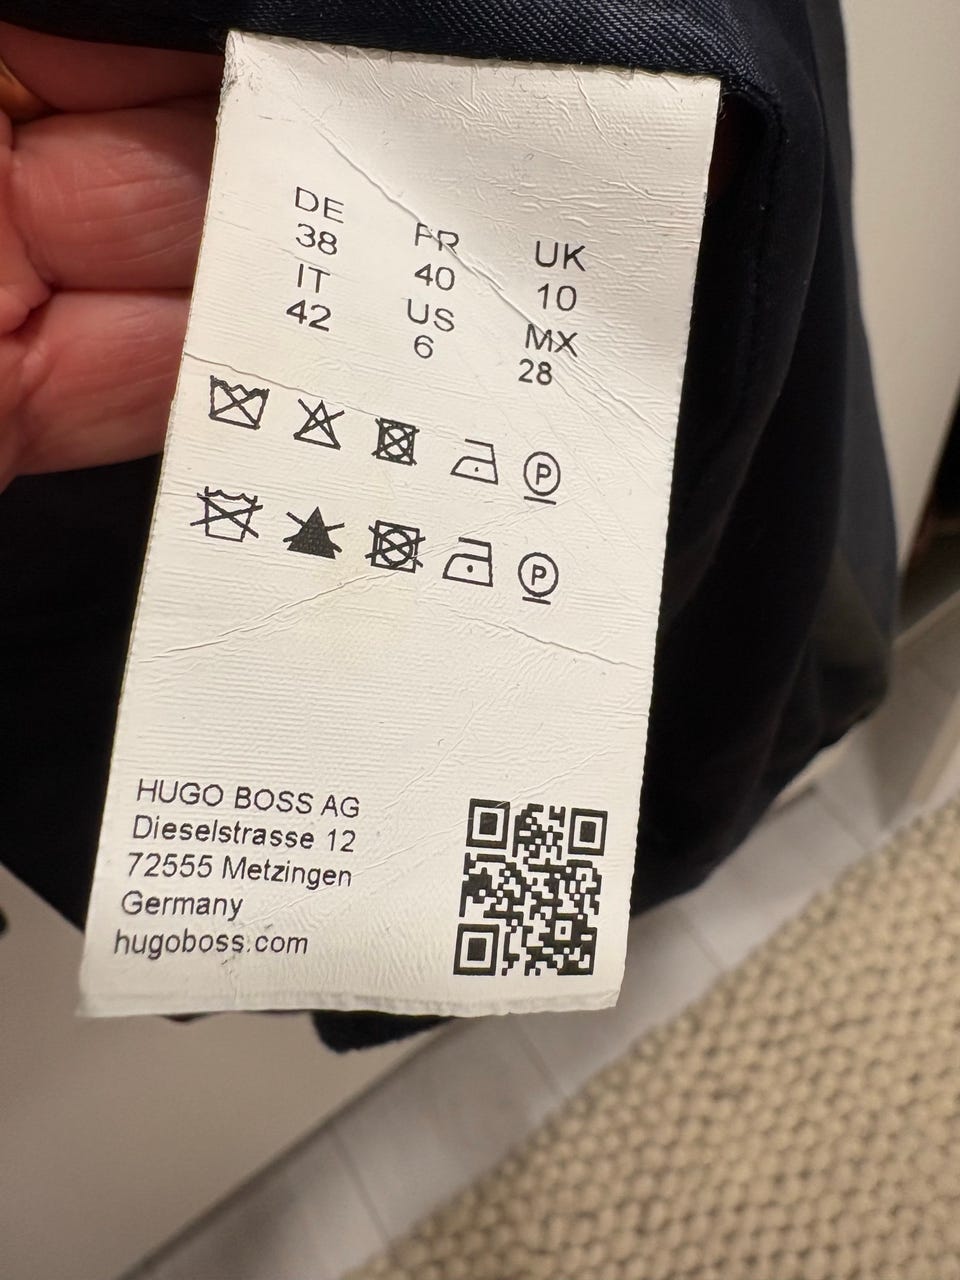 DE FR UK
38 40 10
IT US MX
42 6 28
P
P
HUGO BOSS AG
Dieselstrasse 12
72555 Metzingen
Germany
hugoboss.com